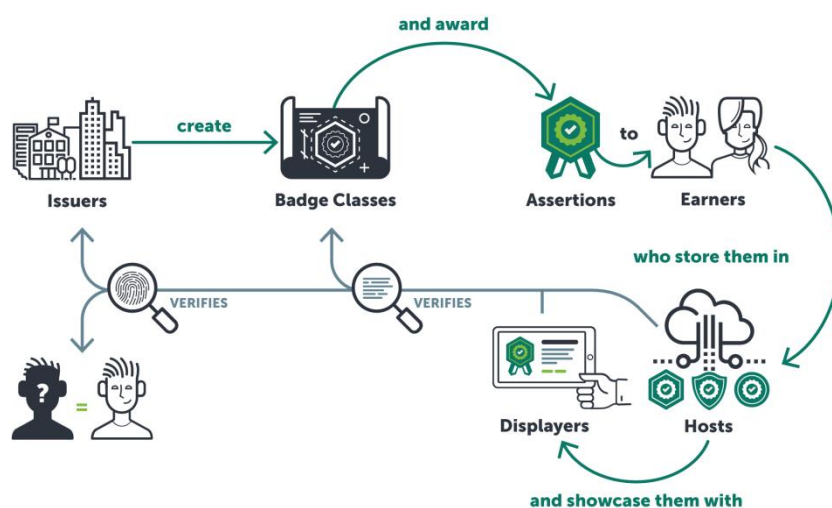 and award
create
to
Issuers
Badge Classes
Assertions
Earners
who store them in
VERIFIES
VERIFIES
?
=
Displayers
Hosts
and showcase them with